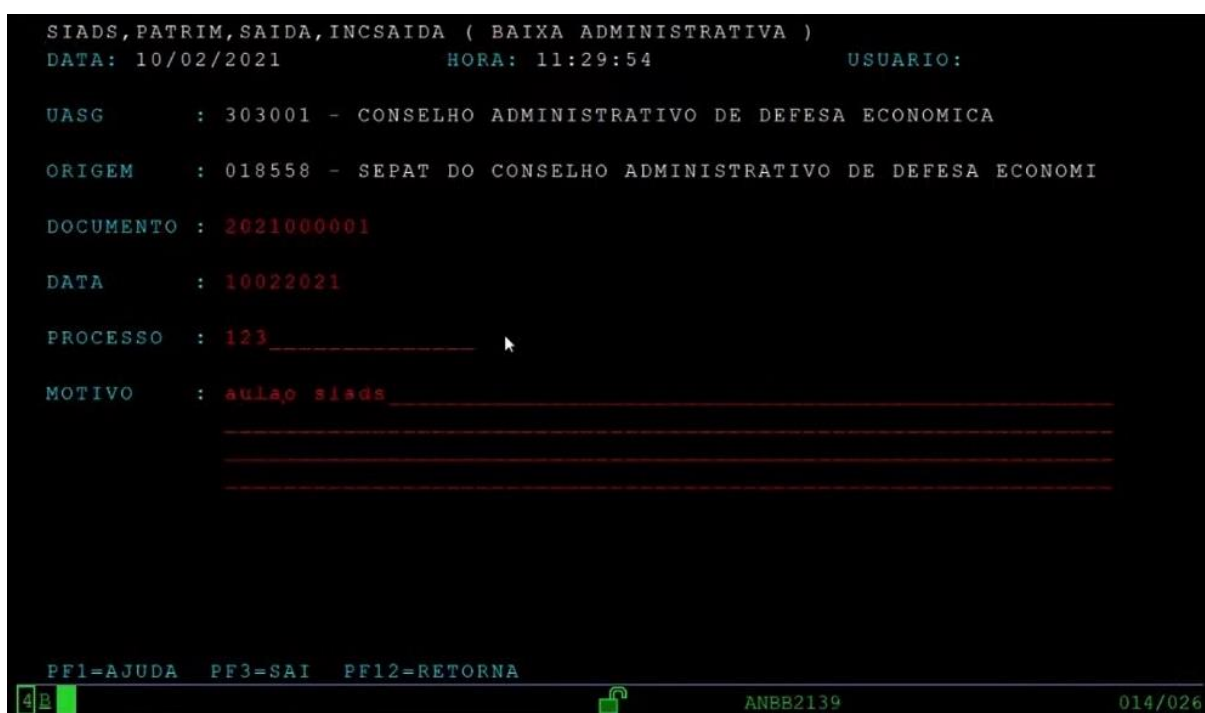 SIADS,PATRIM,SAIDA,INCSAIDA ( BAIXA ADMINISTRATIVA )
DATA: 10/02/2021 HORA: 11:29:54 USUARIO:
UASG : 303001 - CONSELHO ADMINISTRATIVO DE DEFESA ECONOMICA
ORIGEM : 018558 - SEPAT DO CONSELHO ADMINISTRATIVO DE DEFESA ECONOMI
DOCUMENTO : 2021000001
DATA : 10022021
PROCESSO : 123_______________
MOTIVO : aulao siads
PF1=AJUDA PF3=SAI PF12=RETORNA
4 B ANBB2139 014/026